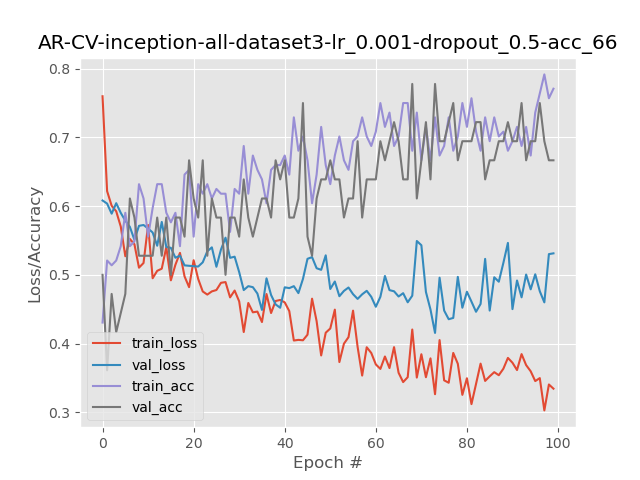 AR-CV-inception-all-dataset3-lr_0.001-dropout_0.5-acc_66
0.8
0.7
0.6
0.5
0.4
0.3
Loss/Accuracy
train_loss
val_loss
train_acc
val_acc
0 20 40 60 80 100
Epoch #